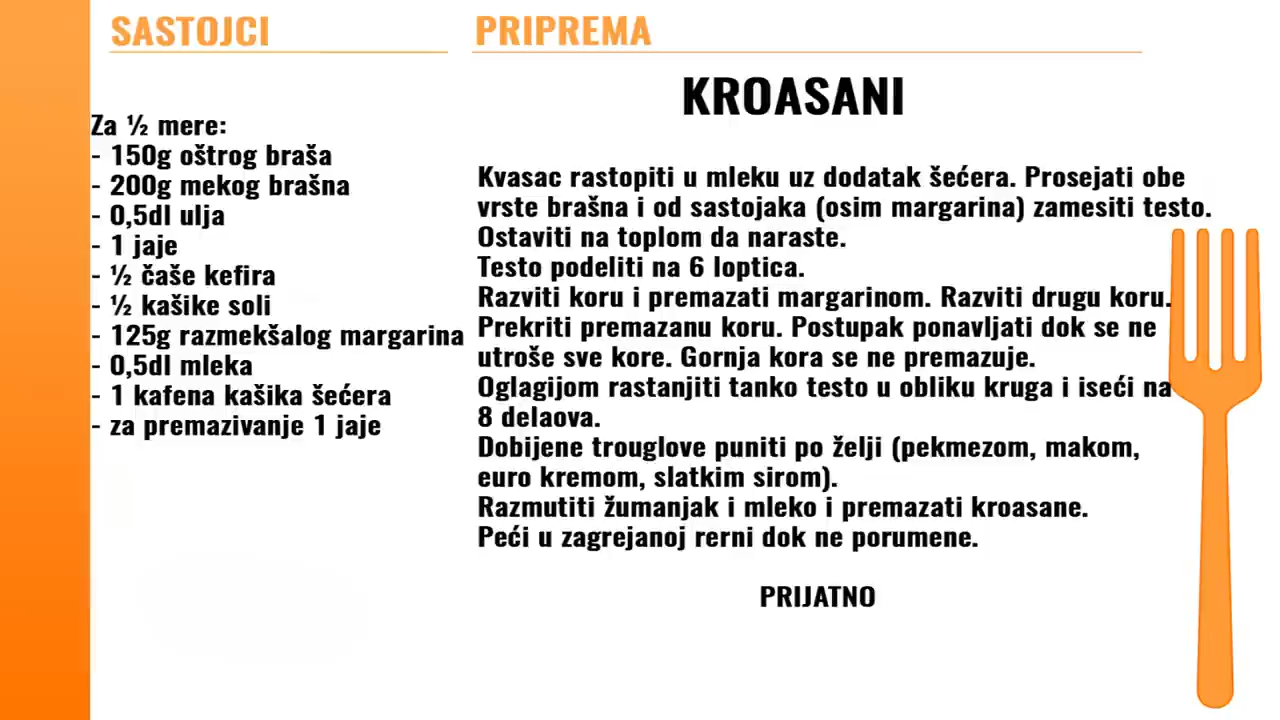 SASTOJCI
Za ½ mere:
- 150g oštrog braša
- 200g mekog brašna
- 0,5dl ulja
- 1 jaje
- ½ čaše kefira
- ½ kašike soli
- 125g razmekšalog margarina
- 0,5dl mleka
- 1 kafena kašika šećera
- za premazivanje 1 jaje
PRIPREMA
KROASANI
Kvasac rastopiti u mleku uz dodatak šećera. Prosejati obe
vrste brašna i od sastojaka (osim margarina) zamesiti testo.
Ostaviti na toplom da naraste.
Testo podeliti na 6 loptica.
Razviti koru i premazati margarinom. Razviti drugu koru.
Prekriti premazanu koru. Postupak ponavljati dok se ne
utroše sve kore. Gornja kora se ne premazuje.
Oglagijom rastanjiti tanko testo u obliku kruga i iseći na
8 delaova.
Dobijene trouglove puniti po želji (pekmezom, makom,
euro kremom, slatkim sirom).
Razmutiti žumanjak i mleko i premazati kroasane.
Peći u zagrejanoj rerni dok ne porumene.
PRIJATNO